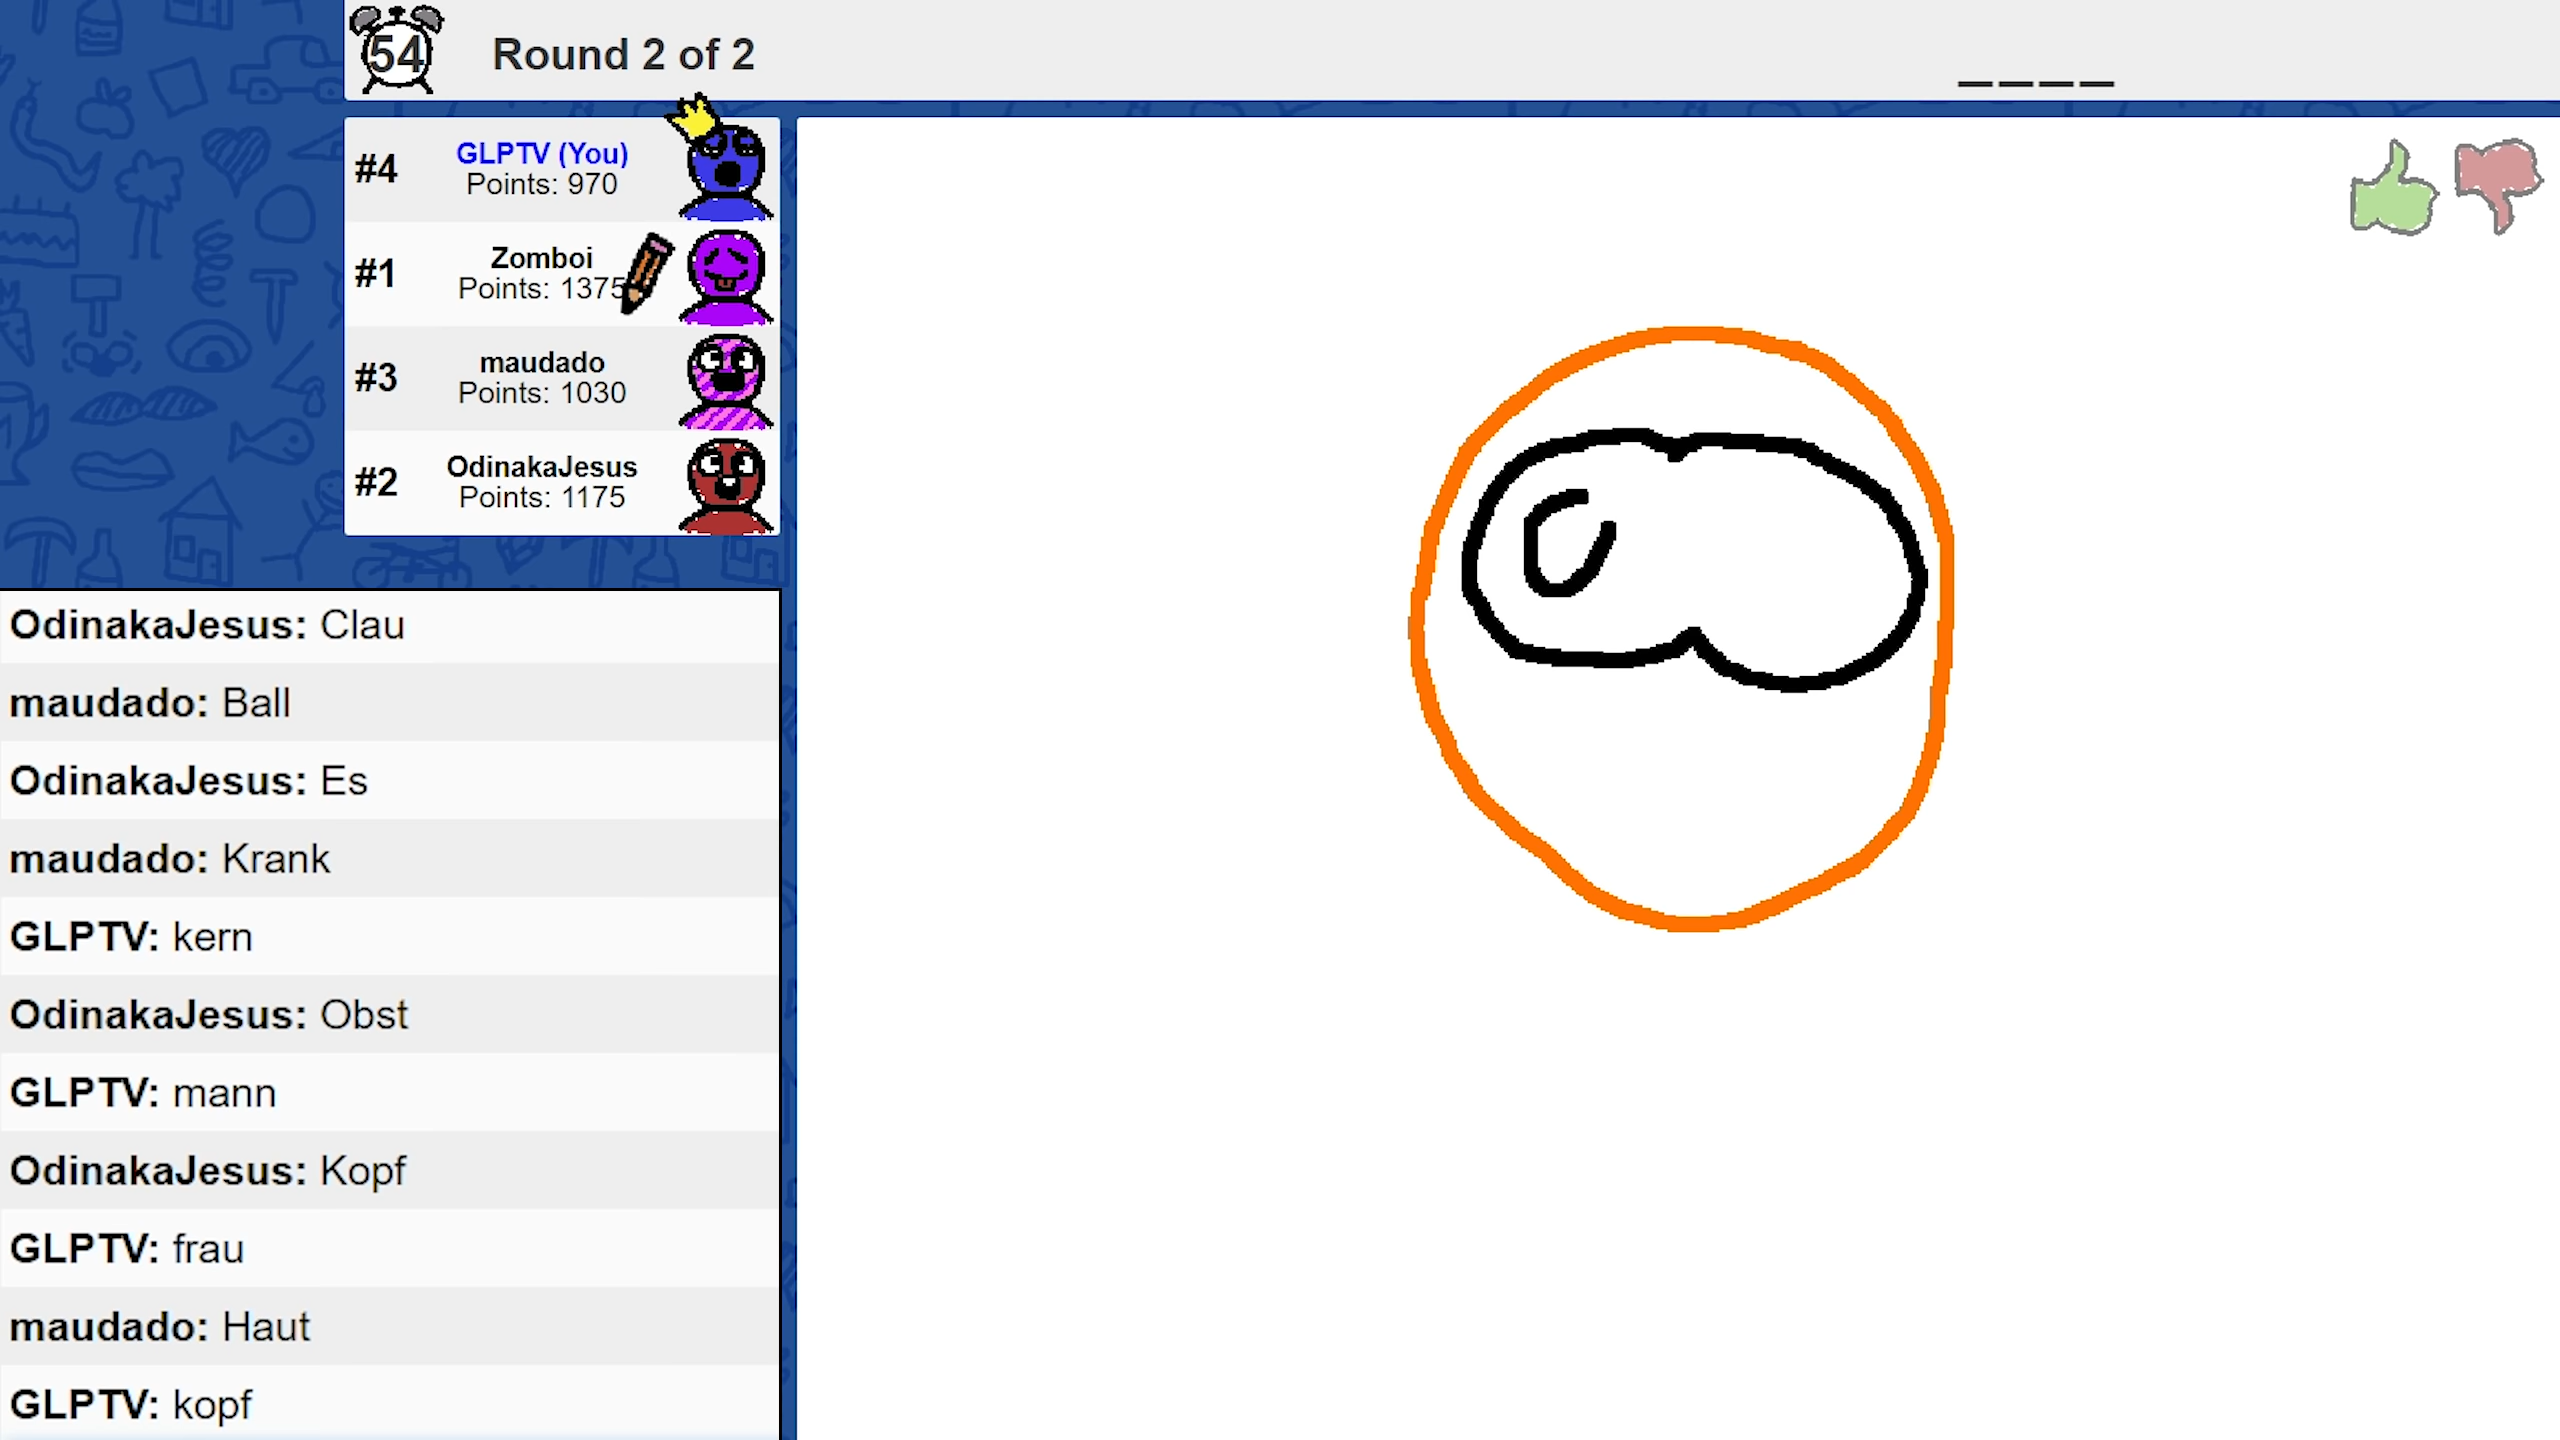 54
Round 2 of 2
____
#4
GLPTV (You)
Points: 970
#1
Zomboi
Points: 1375
#3
maudado
Points: 1030
#2
OdinakaJesus
Points: 1175
OdinakaJesus: Clau
maudado: Ball
OdinakaJesus: Es
maudado: Krank
GLPTV: kern
OdinakaJesus: Obst
GLPTV: mann
OdinakaJesus: Kopf
GLPTV: frau
maudado: Haut
GLPTV: kopf